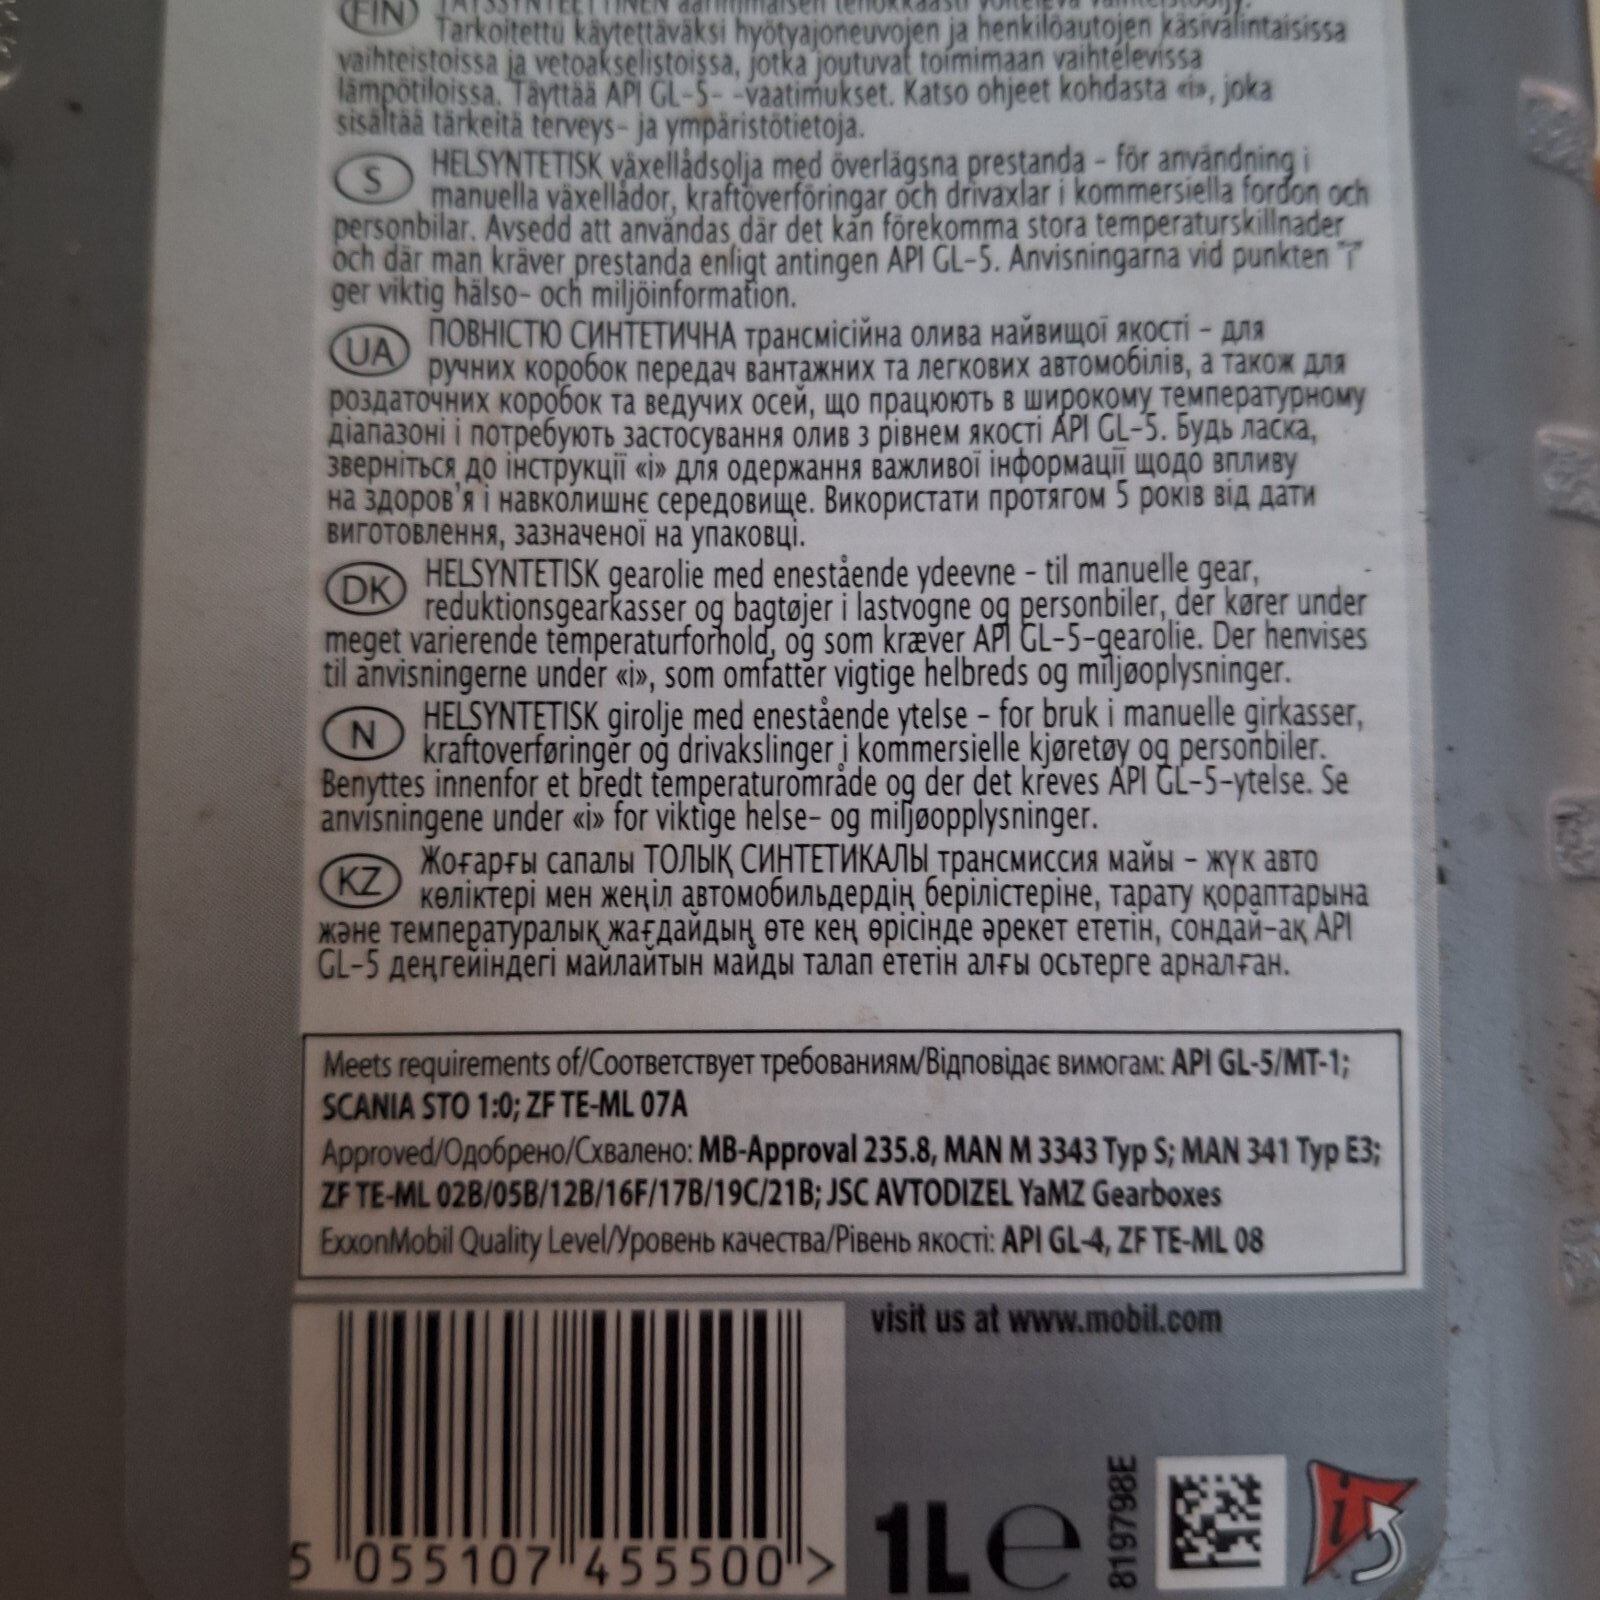 FIN TÄYSSYNTEETTINEN äärimmäisen tehokkaasti voiteleva vaihteistoöljy.
Tarkoitettu käytettäväksi hyötyajoneuvojen ja henkilöautojen käsivalintaisissa
vaihteistoissa ja vetoakselistoissa, jotka joutuvat toimimaan vaihtelevissa
lämpötiloissa. Täyttää API GL-5- -vaatimukset. Katso ohjeet kohdasta «i», joka
sisältää tärkeitä terveys- ja ympäristötietoja.
S HELSYNTETISK växellådsolja med överlägsna prestanda - för användning i
manuella växellådor, kraftöverföringar och drivaxlar i kommersiella fordon och
personbilar. Avsedd att användas där det kan förekomma stora temperaturskillnader
och där man kräver prestanda enligt antingen API GL-5. Anvisningarna vid punkten "i"
ger viktig hälso- och miljöinformation.
UA ПОВНІСТЮ СИНТЕТИЧНА трансмісійна олива найвищої якості - для
ручних коробок передач вантажних та легкових автомобілів, а також для
роздаточних коробок та ведучих осей, що працюють в широкому температурному
діапазоні і потребують застосування олив з рівнем якості API GL-5. Будь ласка,
зверніться до інструкції «і» для одержання важливої інформації щодо впливу
на здоров'я і навколишнє середовище. Використати протягом 5 років від дати
виготовлення, зазначеної на упаковці.
DK HELSYNTETISK gearolie med enestående ydeevne - til manuelle gear,
reduktionsgearkasser og bagtøjer i lastvogne og personbiler, der kører under
meget varierende temperaturforhold, og som kræver API GL-5-gearolie. Der henvises
til anvisningerne under «i», som omfatter vigtige helbreds og miljøoplysninger.
N HELSYNTETISK girolje med enestående ytelse - for bruk i manuelle girkasser,
kraftoverføringer og drivakslinger i kommersielle kjøretøy og personbiler.
Benyttes innenfor et bredt temperaturområde og der det kreves API GL-5-ytelse. Se
anvisningene under «i» for viktige helse- og miljøopplysninger.
KZ Жоғарғы сапалы ТОЛЫҚ СИНТЕТИКАЛЫ трансмиссия майы - жүк авто
көліктері мен жеңіл автомобильдердің берілістеріне, тарату қораптарына
және температуралық жағдайдың өте кең өрісінде әрекет ететін, сондай-ақ API
GL-5 деңгейіндегі майлайтын майды талап ететін алғы осьтерге арналған.
Meets requirements of/Соответствует требованиям/Відповідає вимогам: API GL-5/MT-1;
SCANIA STO 1:0; ZF TE-ML 07A
Approved/Одобрено/Схвалено: MB-Approval 235.8, MAN M 3343 Typ S; MAN 341 Typ E3;
ZF TE-ML 02B/05B/12B/16F/17B/19C/21B; JSC AVTODIZEL YaMZ Gearboxes
ExxonMobil Quality Level/Уровень качества/Рівень якості: API GL-4, ZF TE-ML 08
visit us at www.mobil.com
5 055107 455500 >
1L e
819798E
i